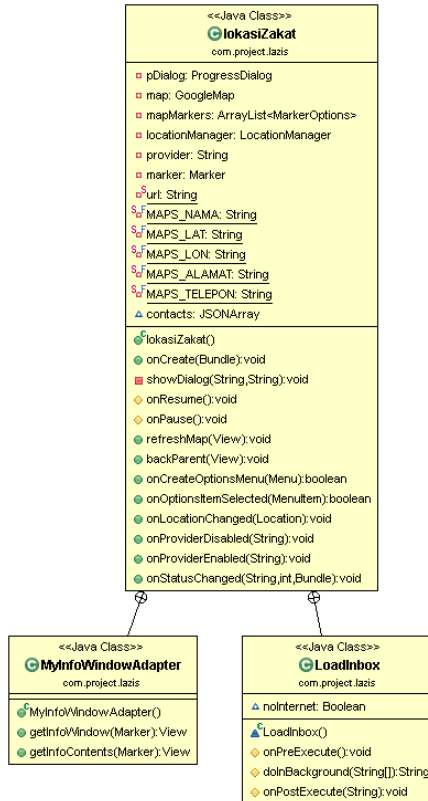 <<Java Class>>
lokasiZakat
com.project.lazis
pDialog: ProgressDialog
map: GoogleMap
mapMarkers: ArrayList<MarkerOptions>
locationManager: LocationManager
provider: String
marker: Marker
url: String
MAPS_NAMA: String
MAPS_LAT: String
MAPS_LON: String
MAPS_ALAMAT: String
MAPS_TELEPON: String
contacts: JSONArray
lokasiZakat()
onCreate(Bundle):void
showDialog(String,String):void
onResume():void
onPause():void
refreshMap(View):void
backParent(View):void
onCreateOptionsMenu(Menu):boolean
onOptionsItemSelected(MenuItem):boolean
onLocationChanged(Location):void
onProviderDisabled(String):void
onProviderEnabled(String):void
onStatusChanged(String,int,Bundle):void
<<Java Class>>
MyInfoWindowAdapter
com.project.lazis
MyInfoWindowAdapter()
getInfoWindow(Marker):View
getInfoContents(Marker):View
<<Java Class>>
LoadInbox
com.project.lazis
noInternet: Boolean
LoadInbox()
onPreExecute():void
doInBackground(String[]):String
onPostExecute(String):void